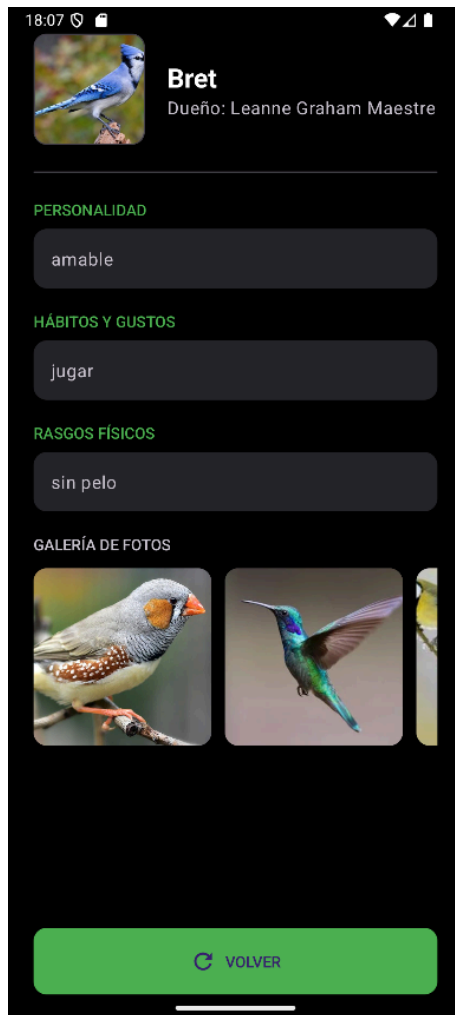 18:07
Bret
Dueño: Leanne Graham Maestre
PERSONALIDAD
amable
HÁBITOS Y GUSTOS
jugar
RASGOS FÍSICOS
sin pelo
GALERÍA DE FOTOS
VOLVER